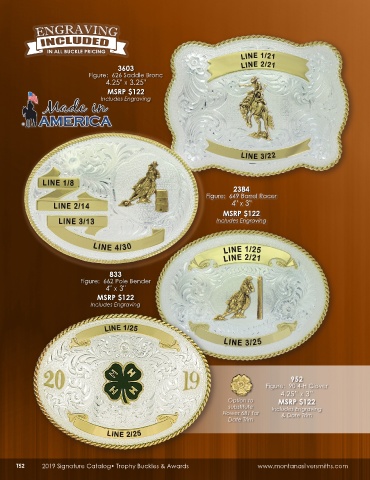 ENGRAVING
INCLUDED
IN ALL BUCKLE PRICING
3603
Figure: 626 Saddle Bronc
4.25" x 3.25"
MSRP $122
Includes Engraving
Made in
AMERICA
LINE 1/21
LINE 2/21
LINE 3/22
LINE 1/8
LINE 2/14
LINE 3/13
LINE 4/30
2384
Figure: 649 Barrel Racer
4" x 3"
MSRP $122
Includes Engraving
833
Figure: 662 Pole Bender
4" x 3"
MSRP $122
Includes Engraving
LINE 1/25
LINE 2/21
LINE 3/25
LINE 1/25
20 19
H H H H
LINE 2/25
Option to
substitute
Flower 682 for
Date Trim
952
Figure: 90 4-H Clover
4.25" x 3"
MSRP $122
Includes Engraving
& Date Trim
152 2019 Signature Catalog• Trophy Buckles & Awards www.montanasilversmiths.com